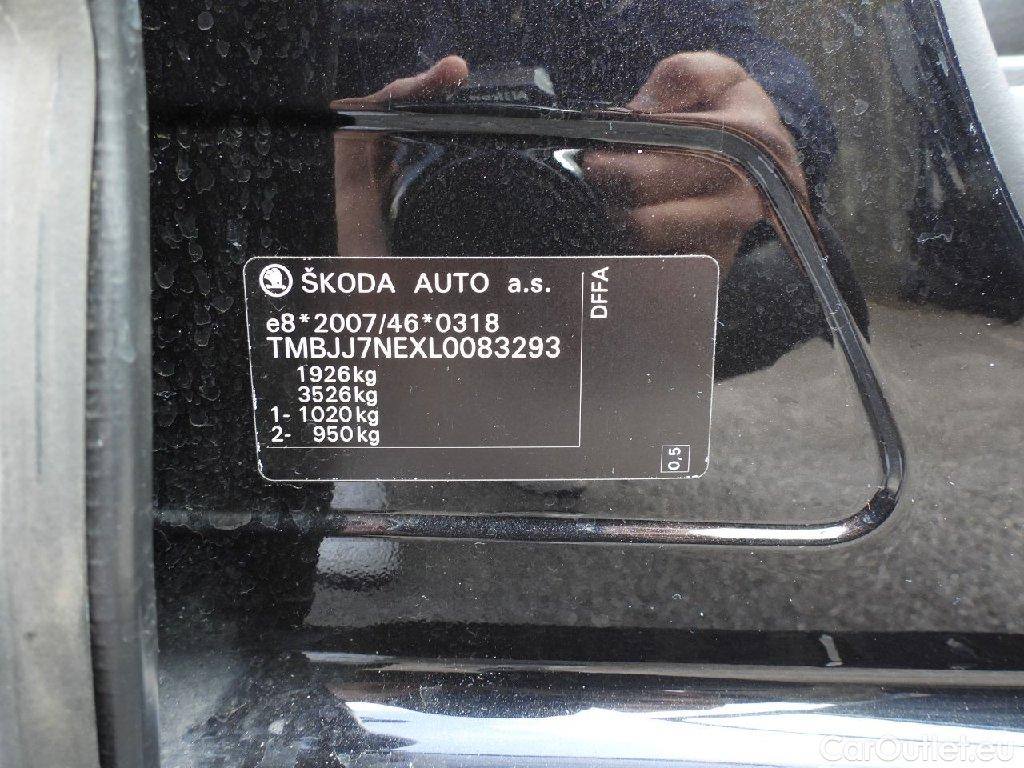 ŠKODA AUTO a.s.
DFFA
e8*2007/46*0318
TMBJJ7NEXL0083293
1926kg
3526kg
1- 1020kg
2- 950kg
0,5
CarOutlet.eu